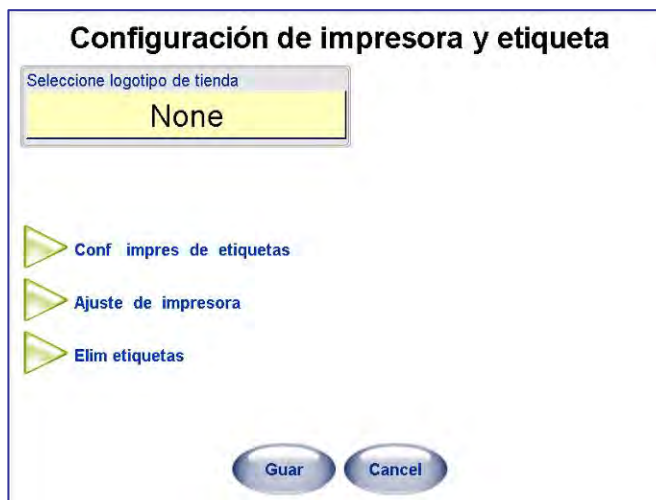 Configuración de impresora y etiqueta
Seleccione logotipo de tienda
None
Conf impres de etiquetas
Ajuste de impresora
Elim etiquetas
Guar
Cancel